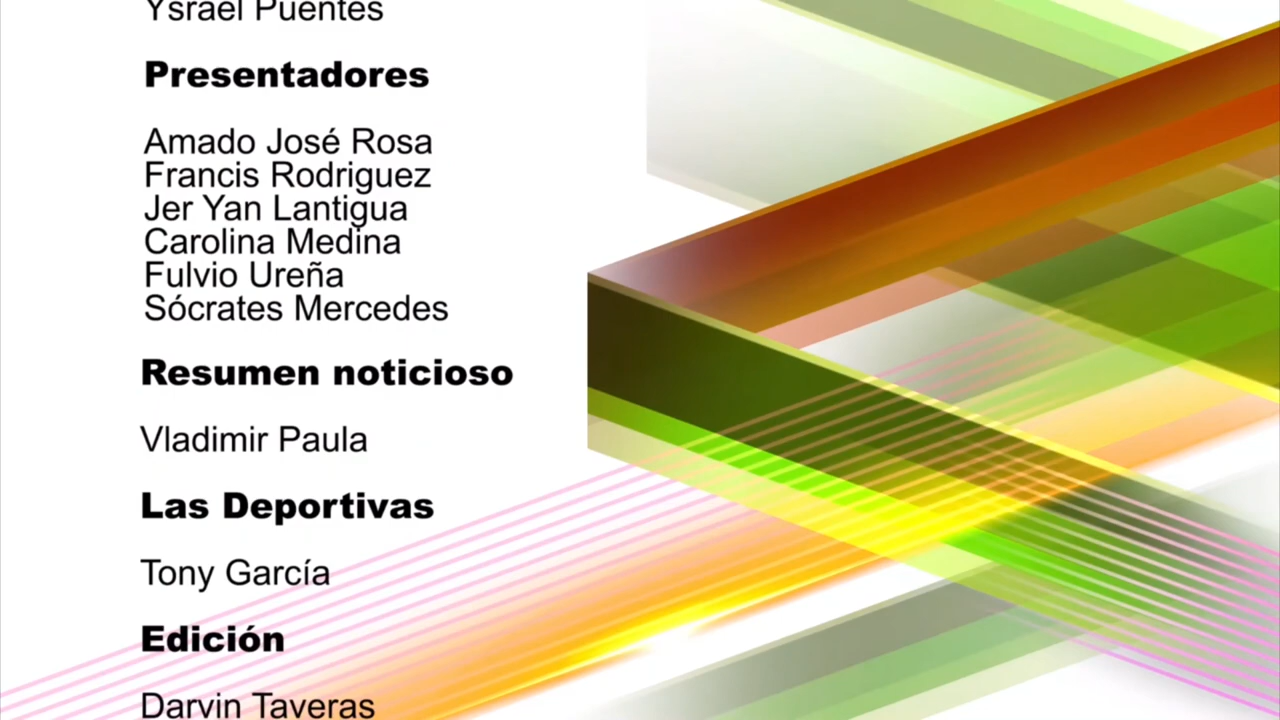 Ysrael Puentes
Presentadores
Amado José Rosa
Francis Rodriguez
Jer Yan Lantigua
Carolina Medina
Fulvio Ureña
Sócrates Mercedes
Resumen noticioso
Vladimir Paula
Las Deportivas
Tony García
Edición
Darvin Taveras